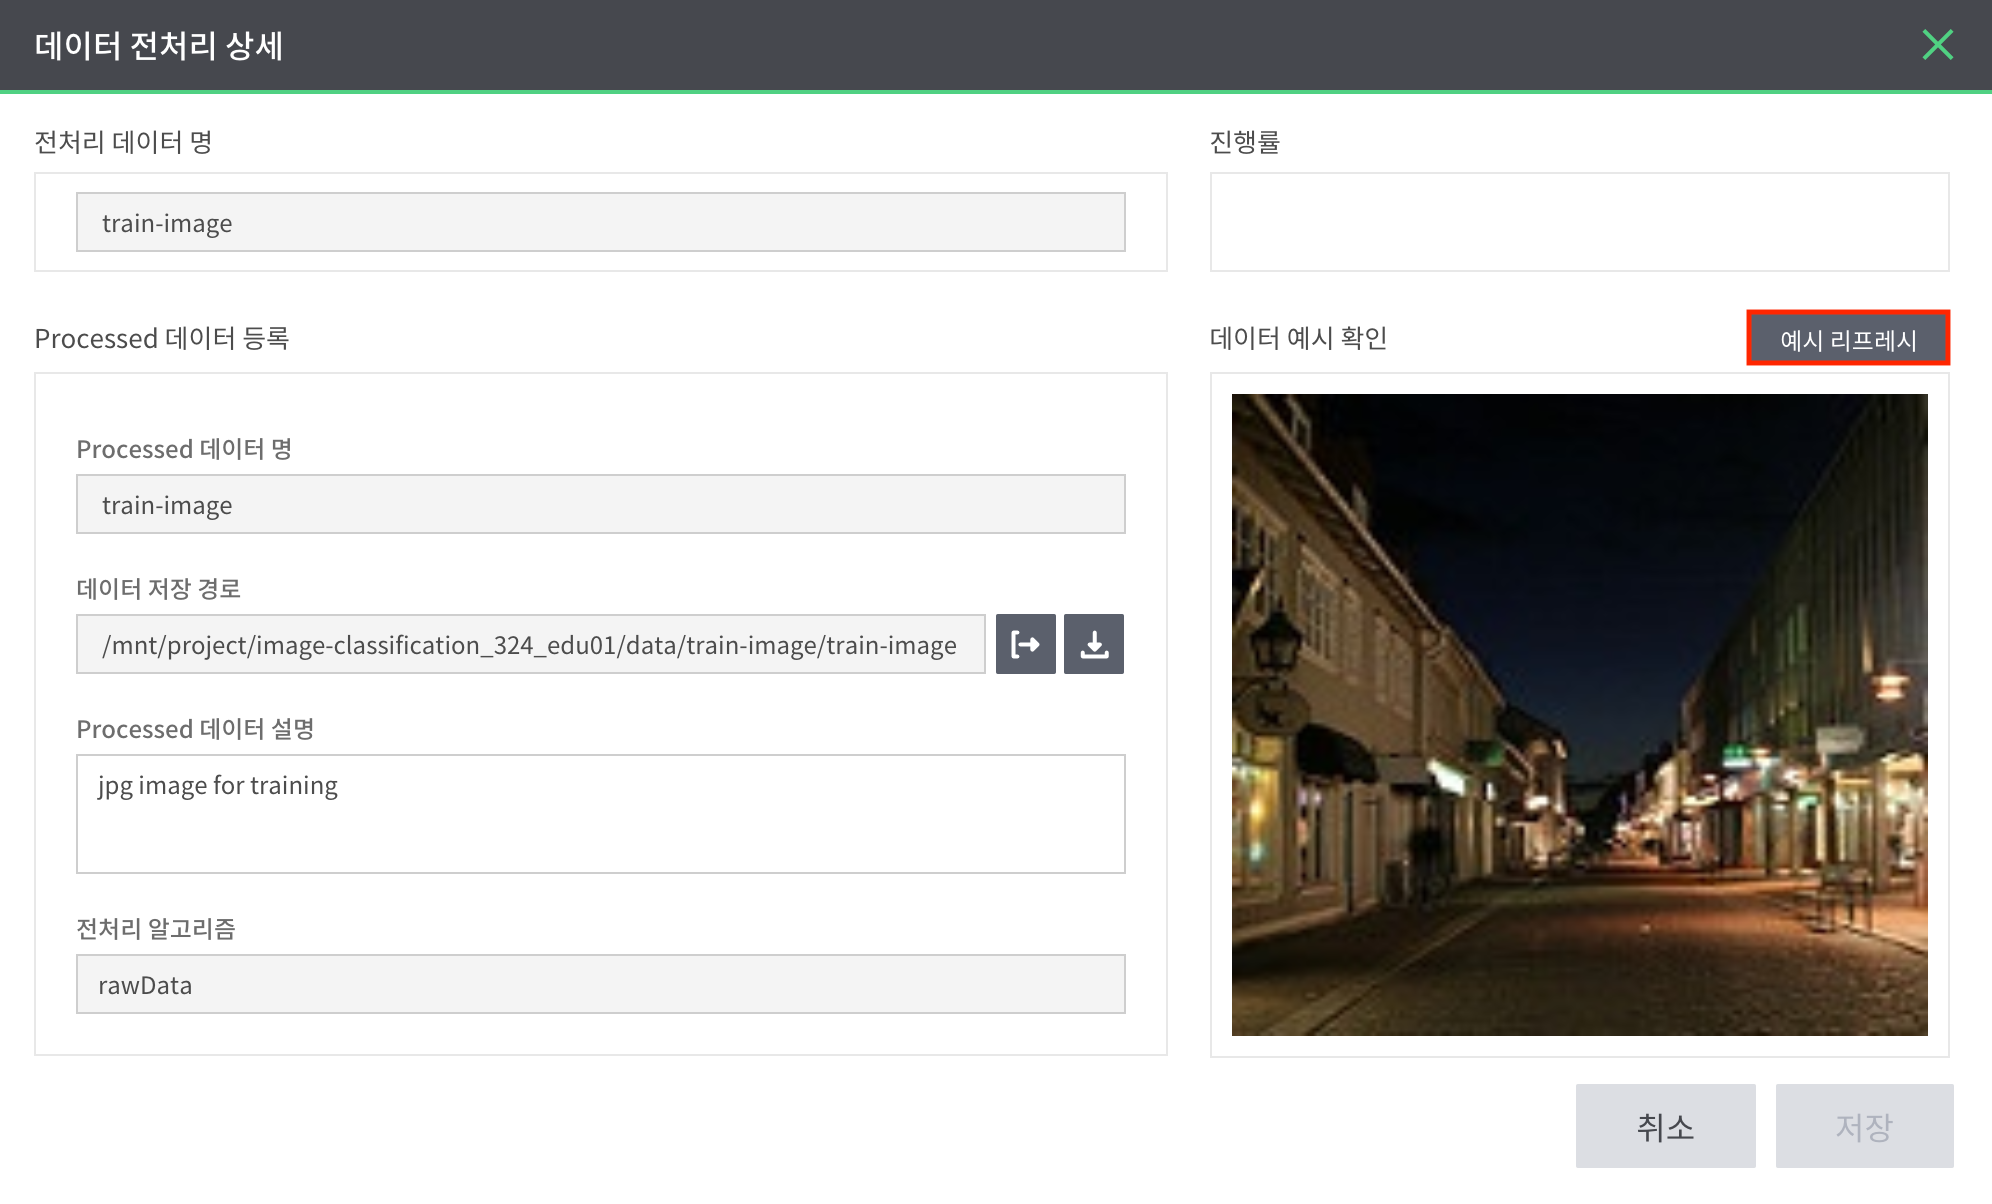 데이터 전처리 상세
전처리 데이터 명
진행률
train-image
Processed 데이터 등록
데이터 예시 확인
예시 리프레시
Processed 데이터 명
train-image
데이터 저장 경로
/mnt/project/image-classification_324_edu01/data/train-image/train-image
Processed 데이터 설명
jpg image for training
전처리 알고리즘
rawData
취소
저장